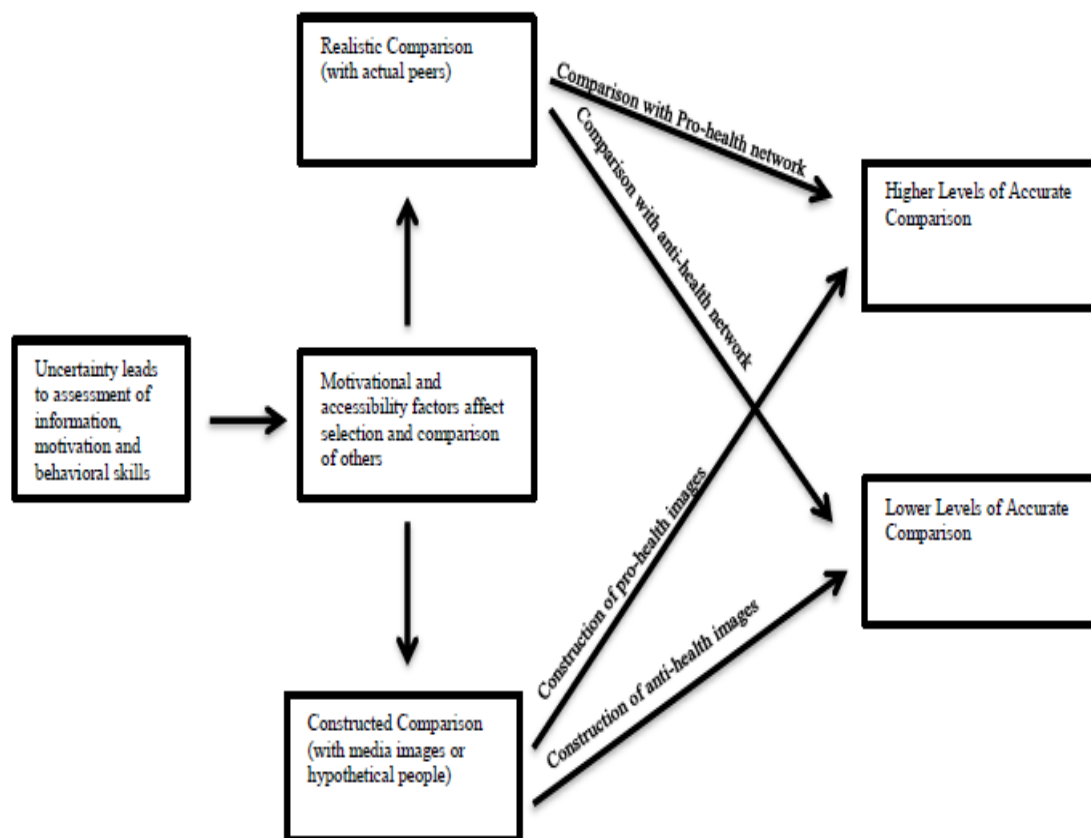 Realistic Comparison
(with actual peers)
Comparison with Pro-health network
Comparison with anti-health network
Higher Levels of Accurate
Comparison
Uncertainty leads
to assessment of
information,
motivation and
behavioral skills
Motivational and
accessibility factors affect
selection and comparison
of others
Lower Levels of Accurate
Comparison
Construction of pro-health images
Construction of anti-health images
Constructed Comparison
(with media images or
hypothetical people)